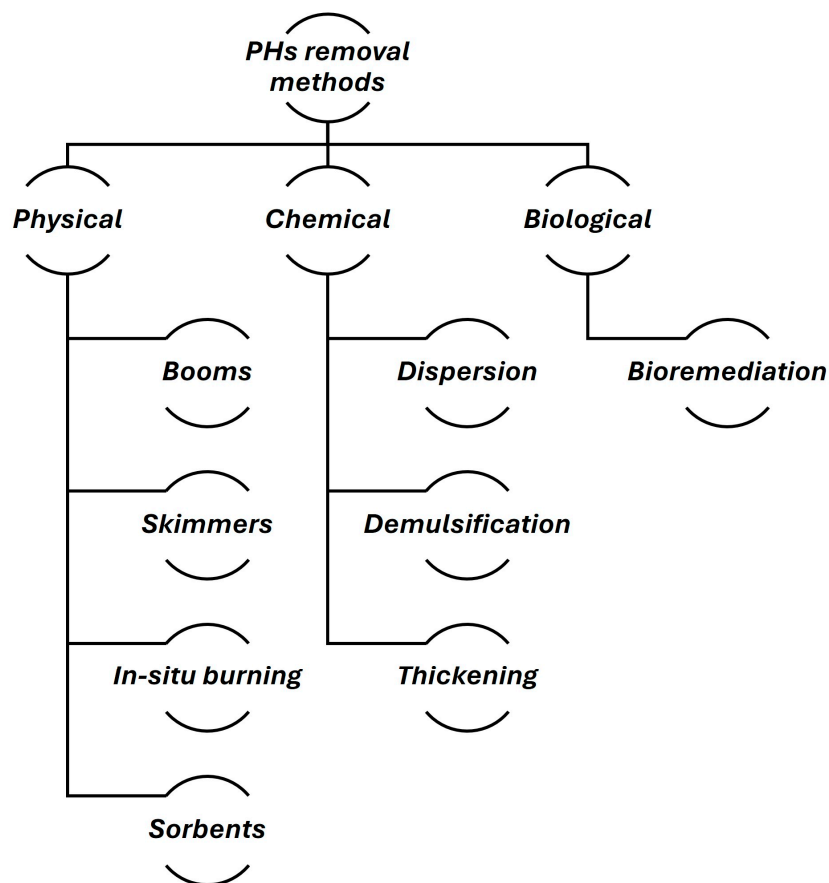 PHs removal
methods
Physical
Chemical
Biological
Booms
Dispersion
Bioremediation
Skimmers
Demulsification
In-situ burning
Thickening
Sorbents